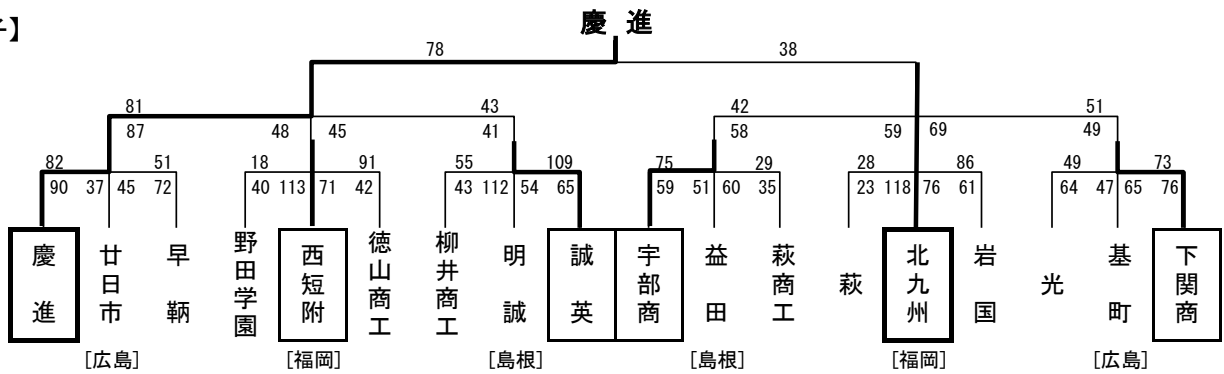 慶進
子】
78 38
81 43 42 51
87 48 45 41 58 59 69 49
82 51 18 91 55 109 75 29 28 86 49 73
90 37 45 72 40 113 71 42 43 112 54 65 59 51 60 35 23 118 76 61 64 47 65 76
慶進
廿日市
早鞆
野田学園
西短附
徳山商工
柳井商工
明誠
誠英
宇部商
益田
萩商工
萩
北九州
岩国
光
基町
下関商
[広島] [福岡] [島根] [島根] [福岡] [広島]